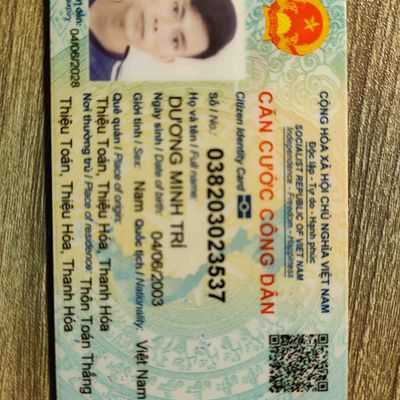 CỘNG HÒA XÃ HỘI CHỦ NGHĨA VIỆT NAM
Độc lập - Tự do - Hạnh phúc
SOCIALIST REPUBLIC OF VIET NAM
Independence - Freedom - Happiness
CĂN CƯỚC CÔNG DÂN
Citizen Identity Card
Số / No.: 038203023537
Họ và tên / Full name:
DƯƠNG MINH TRÍ
Ngày sinh / Date of birth: 04/06/2003
Giới tính / Sex: Nam Quốc tịch / Nationality: Việt Nam
Quê quán / Place of origin:
Thiệu Toán, Thiệu Hóa, Thanh Hóa
Nơi thường trú / Place of residence: Thôn Toán Thắng
Thiệu Toán, Thiệu Hóa, Thanh Hóa
04/06/2028